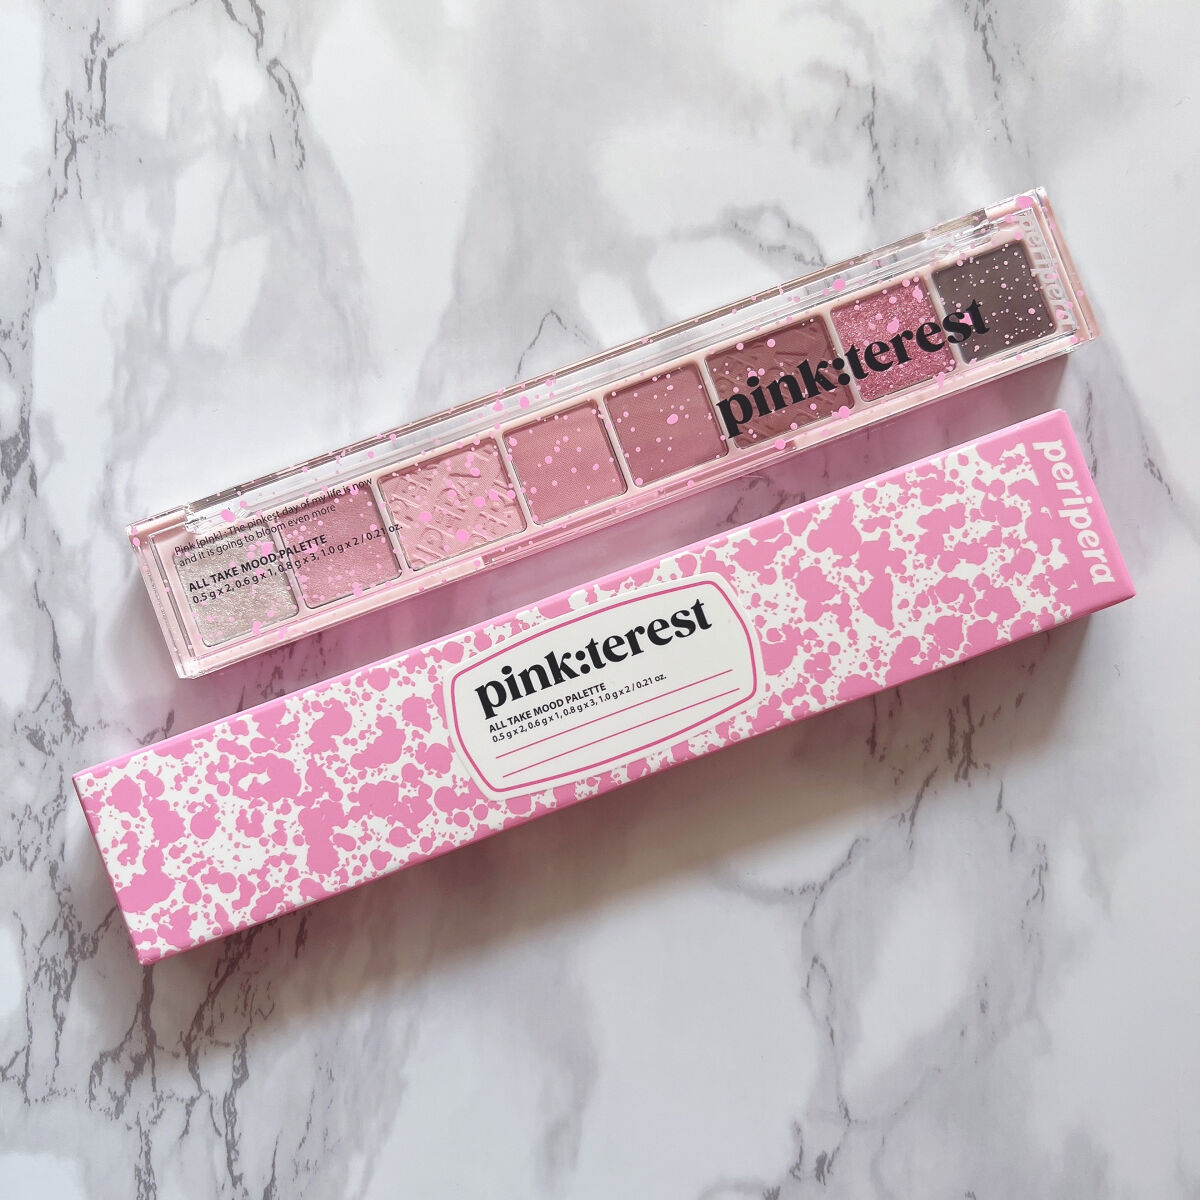 peripera
pink:terest
Pink [pɪŋk] : The pinkest day of my life is now
and it is going to bloom even more
ALL TAKE MOOD PALETTE
0.5 g x 2, 0.6 g x 1, 0.8 g x 3, 1.0 g x 2 / 0.21 oz.
peripera
pink:terest
ALL TAKE MOOD PALETTE
0.5 g x 2, 0.6 g x 1, 0.8 g x 3, 1.0 g x 2 / 0.21 oz.